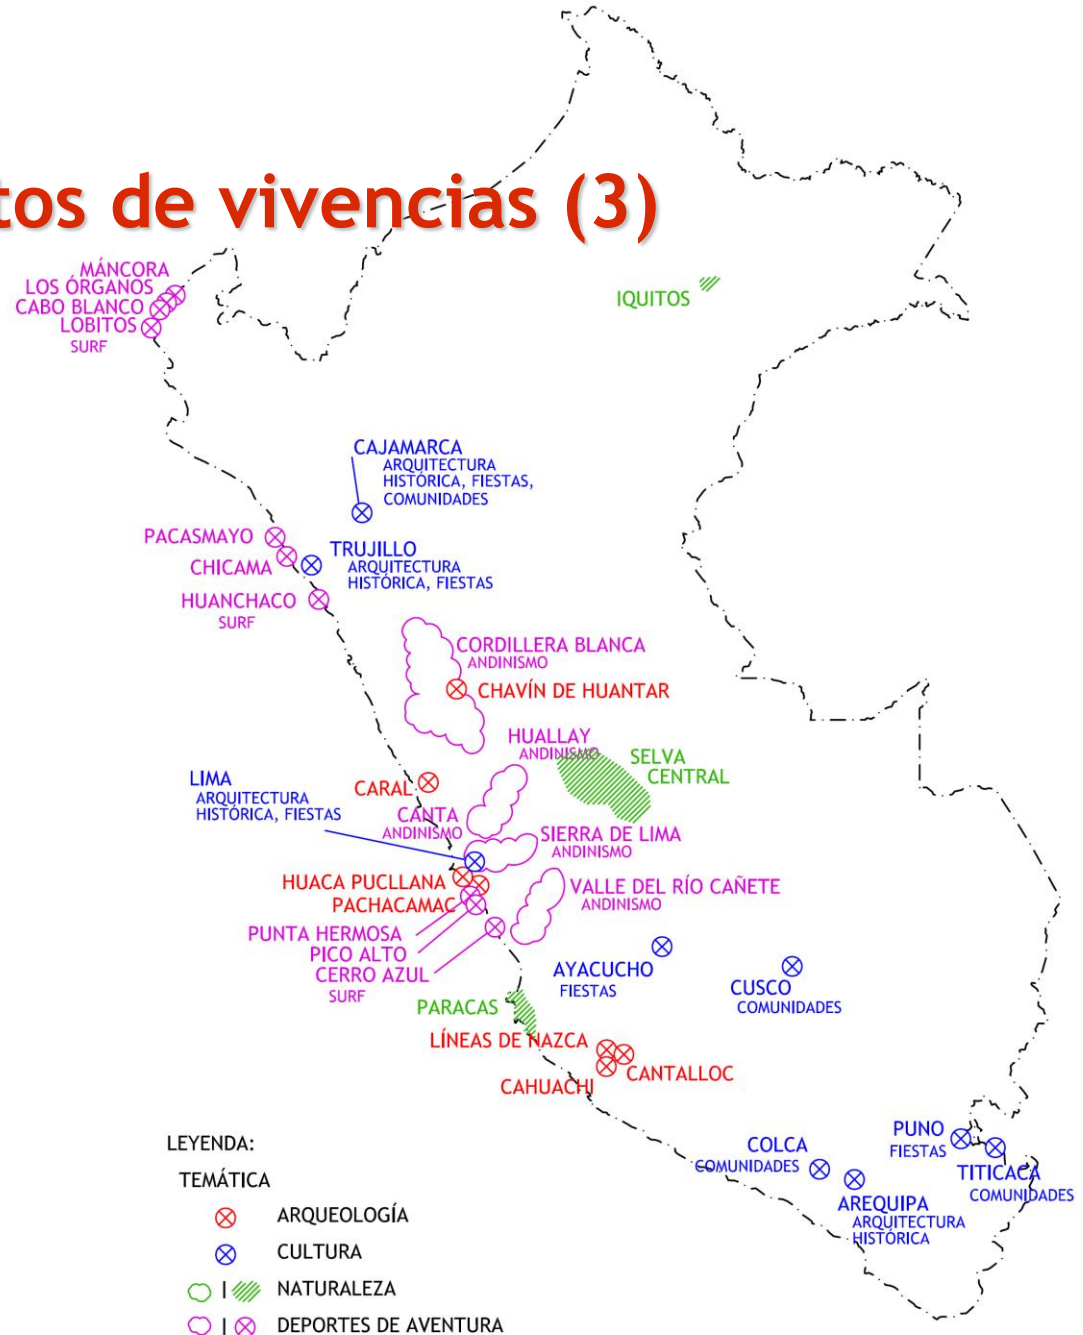 tos de vivencias (3)
MÁNCORA
LOS ÓRGANOS
CABO BLANCO
LOBITOS
SURF
IQUITOS
CAJAMARCA
ARQUITECTURA
HISTÓRICA, FIESTAS,
COMUNIDADES
PACASMAYO
CHICAMA
HUANCHACO
SURF
TRUJILLO
ARQUITECTURA
HISTÓRICA, FIESTAS
CORDILLERA BLANCA
ANDINISMO
CHAVÍN DE HUANTAR
HUALLAY
ANDINISMO
SELVA
CENTRAL
LIMA
ARQUITECTURA
HISTÓRICA, FIESTAS
CARAL
CANTA
ANDINISMO
SIERRA DE LIMA
ANDINISMO
HUACA PUCLLANA
PACHACAMAC
VALLE DEL RÍO CAÑETE
ANDINISMO
PUNTA HERMOSA
PICO ALTO
CERRO AZUL
SURF
AYACUCHO
FIESTAS
CUSCO
COMUNIDADES
PARACAS
LÍNEAS DE NAZCA
CANTALLOC
CAHUACHI
PUNO
FIESTAS
COLCA
COMUNIDADES
TITICACA
COMUNIDADES
AREQUIPA
ARQUITECTURA
HISTÓRICA
LEYENDA:
TEMÁTICA
ARQUEOLOGÍA
CULTURA
| NATURALEZA
| DEPORTES DE AVENTURA